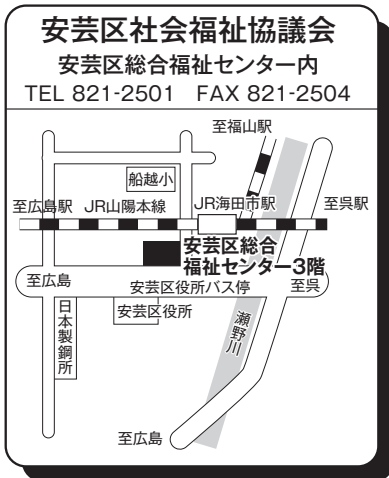 安芸区社会福祉協議会
安芸区総合福祉センター内
TEL 821-2501 FAX 821-2504
至福山駅
船越小
至広島駅
JR山陽本線
JR海田市駅
至呉駅
安芸区総合
福祉センター3階
至広島
安芸区役所バス停
至呉
日本製鋼所
安芸区役所
瀬野川
至広島